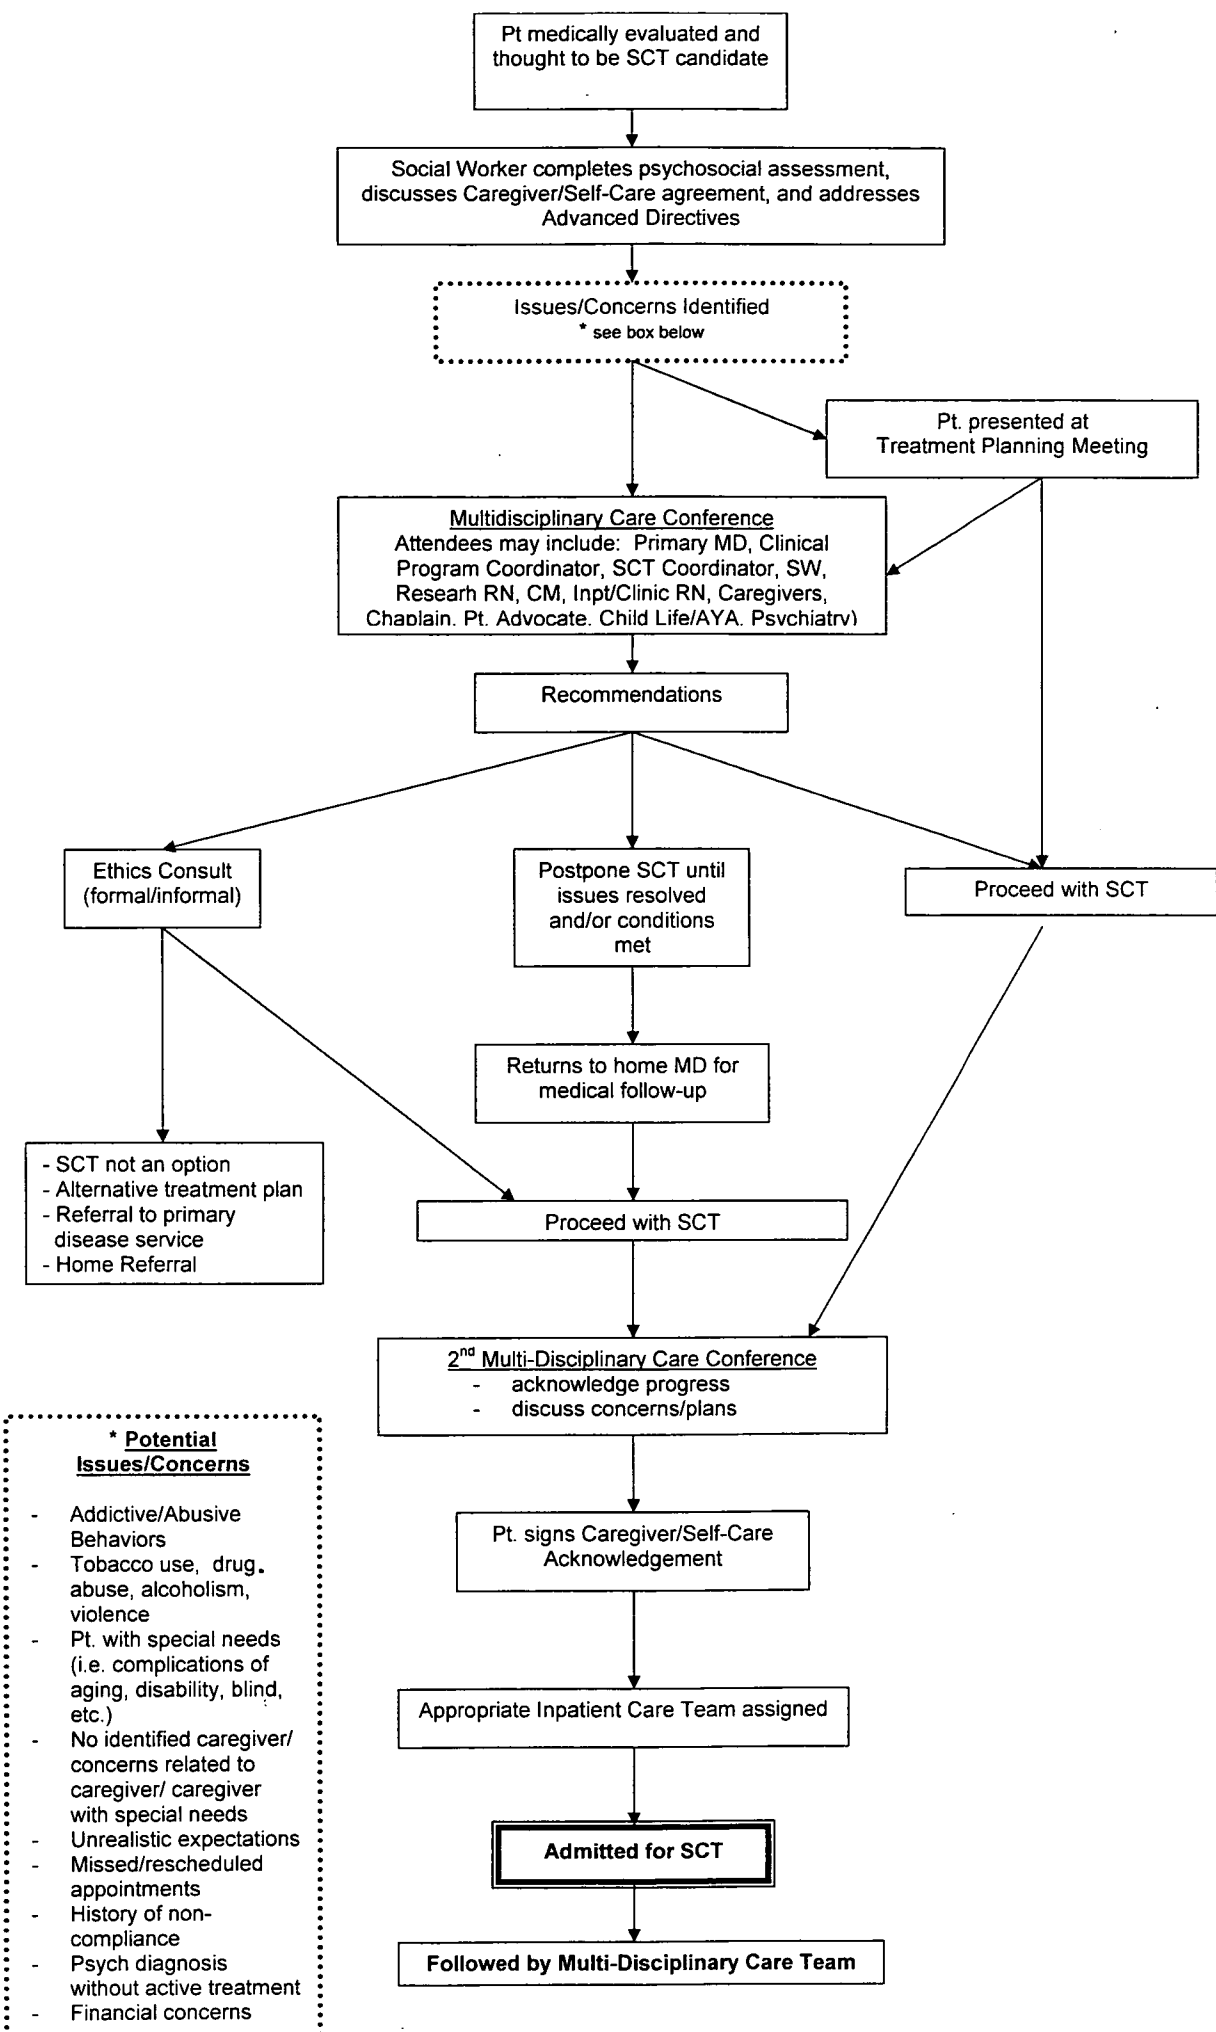 Pt medically evaluated and
thought to be SCT candidate
Social Worker completes psychosocial assessment,
discusses Caregiver/Self-Care agreement, and addresses
Advanced Directives
Issues/Concerns Identified
* see box below
Pt. presented at
Treatment Planning Meeting
Multidisciplinary Care Conference
Attendees may include: Primary MD, Clinical
Program Coordinator, SCT Coordinator, SW,
Researh RN, CM, Inpt/Clinic RN, Caregivers,
Chaplain, Pt. Advocate, Child Life/AYA, Psychiatry)
Recommendations
Ethics Consult
(formal/informal)
Postpone SCT until
issues resolved
and/or conditions
met
Proceed with SCT
Returns to home MD for
medical follow-up
- SCT not an option
- Alternative treatment plan
- Referral to primary
disease service
- Home Referral
Proceed with SCT
2nd Multi-Disciplinary Care Conference
- acknowledge progress
- discuss concerns/plans
* Potential
Issues/Concerns
- Addictive/Abusive
Behaviors
- Tobacco use, drug.
abuse, alcoholism,
violence
- Pt. with special needs
(i.e. complications of
aging, disability, blind,
etc.)
- No identified caregiver/
concerns related to
caregiver/ caregiver
with special needs
- Unrealistic expectations
- Missed/rescheduled
appointments
- History of non-
compliance
- Psych diagnosis
without active treatment
- Financial concerns
Pt. signs Caregiver/Self-Care
Acknowledgement
Appropriate Inpatient Care Team assigned
Admitted for SCT
Followed by Multi-Disciplinary Care Team